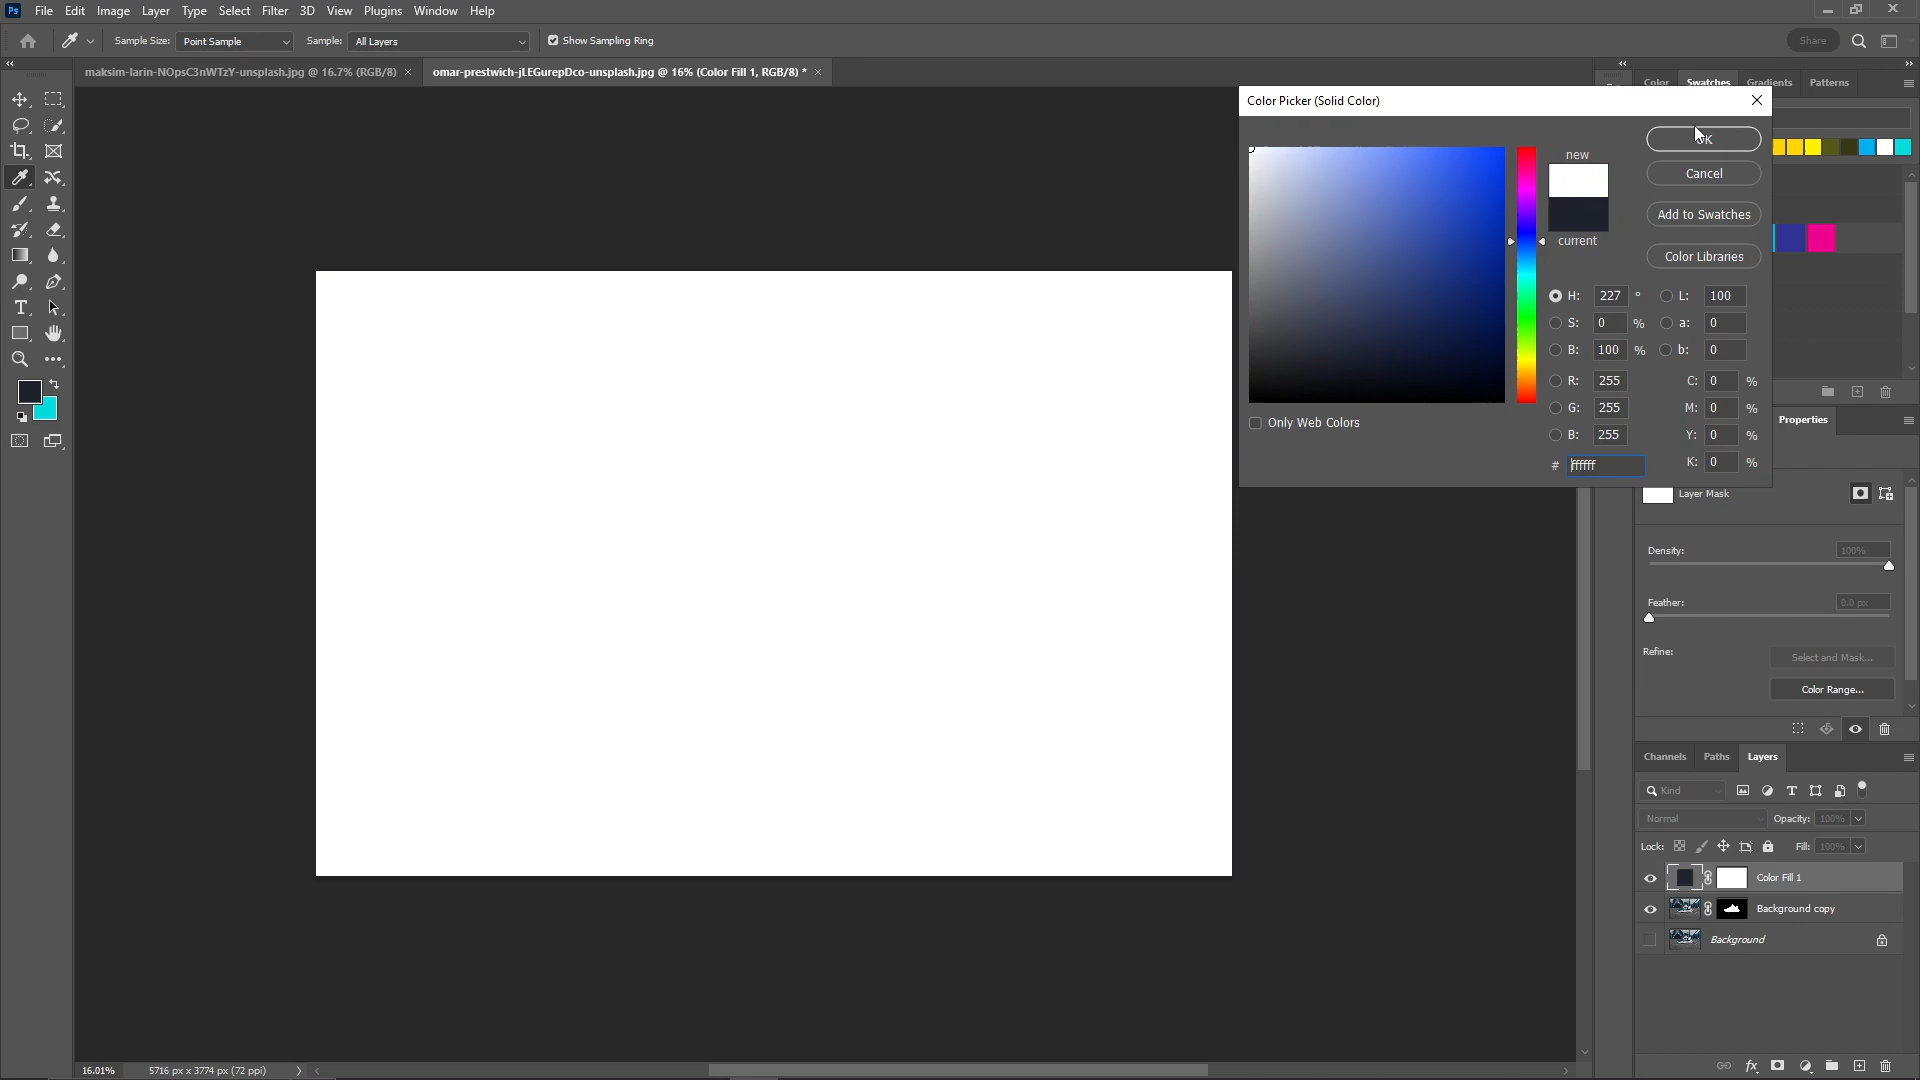 Ps File Edit Image Layer Type Select Filter 3D View Plugins Window Help
Sample Size: Point Sample Sample: All Layers Show Sampling Ring Share
maksim-larin-NOpsC3nWTzY-unsplash.jpg @ 16.7% (RGB/8) × omar-prestwich-jLEGurepDco-unsplash.jpg @ 16% (Color Fill 1, RGB/8) * ×
Color Swatches Gradients Patterns
Color Picker (Solid Color)
OK
new
Cancel
Add to Swatches
current
Color Libraries
H: 227 ° L: 100
S: 0 % a: 0
B: 100 % b: 0
R: 255 C: 0 %
G: 255 M: 0 %
Only Web Colors
B: 255 Y: 0 %
# ffffff K: 0 %
Properties
Layer Mask
Density: 100%
Feather: 0.0 px
Refine: Select and Mask...
Color Range...
Channels Paths Layers
Kind
Normal Opacity: 100%
Lock: Fill: 100%
Color Fill 1
Background copy
Background
16.01% 5716 px x 3774 px (72 ppi)
fx